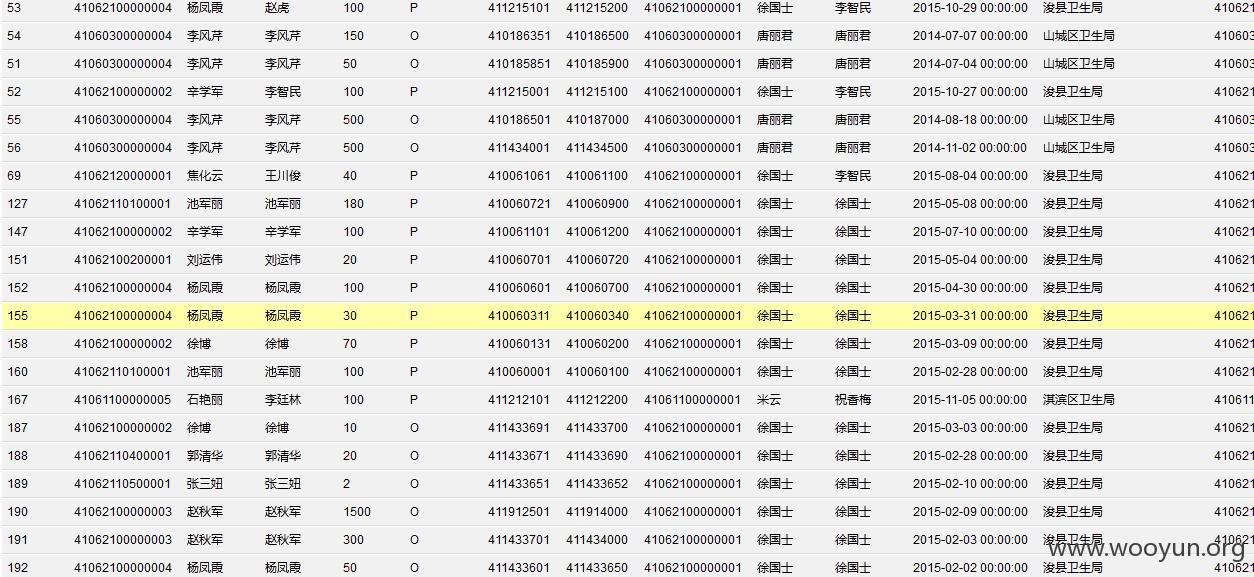 53 41062100000004 杨凤霞 赵虎 100 P 411215101 411215200 41062100000001 徐国士 李智民 2015-10-29 00:00:00 浚县卫生局 410621
54 41060300000004 李风芹 李风芹 150 O 410186351 410186500 41060300000001 唐丽君 唐丽君 2014-07-07 00:00:00 山城区卫生局 410603
51 41060300000004 李风芹 李风芹 50 O 410185851 410185900 41060300000001 唐丽君 唐丽君 2014-07-04 00:00:00 山城区卫生局 410603
52 41062100000002 辛学军 李智民 100 P 411215001 411215100 41062100000001 徐国士 李智民 2015-10-27 00:00:00 浚县卫生局 410621
55 41060300000004 李风芹 李风芹 500 O 410186501 410187000 41060300000001 唐丽君 唐丽君 2014-08-18 00:00:00 山城区卫生局 410603
56 41060300000004 李风芹 李风芹 500 O 411434001 411434500 41060300000001 唐丽君 唐丽君 2014-11-02 00:00:00 山城区卫生局 410603
69 41062120000001 焦化云 王川俊 40 P 410061061 410061100 41062100000001 徐国士 李智民 2015-08-04 00:00:00 浚县卫生局 410621
127 41062110100001 池军丽 池军丽 180 P 410060721 410060900 41062100000001 徐国士 徐国士 2015-05-08 00:00:00 浚县卫生局 410621
147 41062100000002 辛学军 辛学军 100 P 410061101 410061200 41062100000001 徐国士 徐国士 2015-07-10 00:00:00 浚县卫生局 410621
151 41062100200001 刘运伟 刘运伟 20 P 410060701 410060720 41062100000001 徐国士 徐国士 2015-05-04 00:00:00 浚县卫生局 410621
152 41062100000004 杨凤霞 杨凤霞 100 P 410060601 410060700 41062100000001 徐国士 徐国士 2015-04-30 00:00:00 浚县卫生局 410621
155 41062100000004 杨凤霞 杨凤霞 30 P 410060311 410060340 41062100000001 徐国士 徐国士 2015-03-31 00:00:00 浚县卫生局 410621
158 41062100000002 徐博 徐博 70 P 410060131 410060200 41062100000001 徐国士 徐国士 2015-03-09 00:00:00 浚县卫生局 410621
160 41062110100001 池军丽 池军丽 100 P 410060001 410060100 41062100000001 徐国士 徐国士 2015-02-28 00:00:00 浚县卫生局 410621
167 41061100000005 石艳丽 李廷林 100 P 411212101 411212200 41061100000001 米云 祝香梅 2015-11-05 00:00:00 淇滨区卫生局 410611
187 41062100000002 徐博 徐博 10 O 411433691 411433700 41062100000001 徐国士 徐国士 2015-03-03 00:00:00 浚县卫生局 410621
188 41062110400001 郭清华 郭清华 20 O 411433671 411433690 41062100000001 徐国士 徐国士 2015-02-28 00:00:00 浚县卫生局 410621
189 41062110500001 张三妞 张三妞 2 O 411433651 411433652 41062100000001 徐国士 徐国士 2015-02-10 00:00:00 浚县卫生局 410621
190 41062100000003 赵秋军 赵秋军 1500 O 411912501 411914000 41062100000001 徐国士 徐国士 2015-02-09 00:00:00 浚县卫生局 410621
191 41062100000003 赵秋军 赵秋军 300 O 411433701 411434000 41062100000001 徐国士 徐国士 2015-02-03 00:00:00 浚县卫生局 410621
www.wooyun.org
192 41062100000004 杨凤霞 杨凤霞 50 O 411433601 411433650 41062100000001 徐国士 徐国士 2015-02-02 00:00:00 浚县卫生局 410621